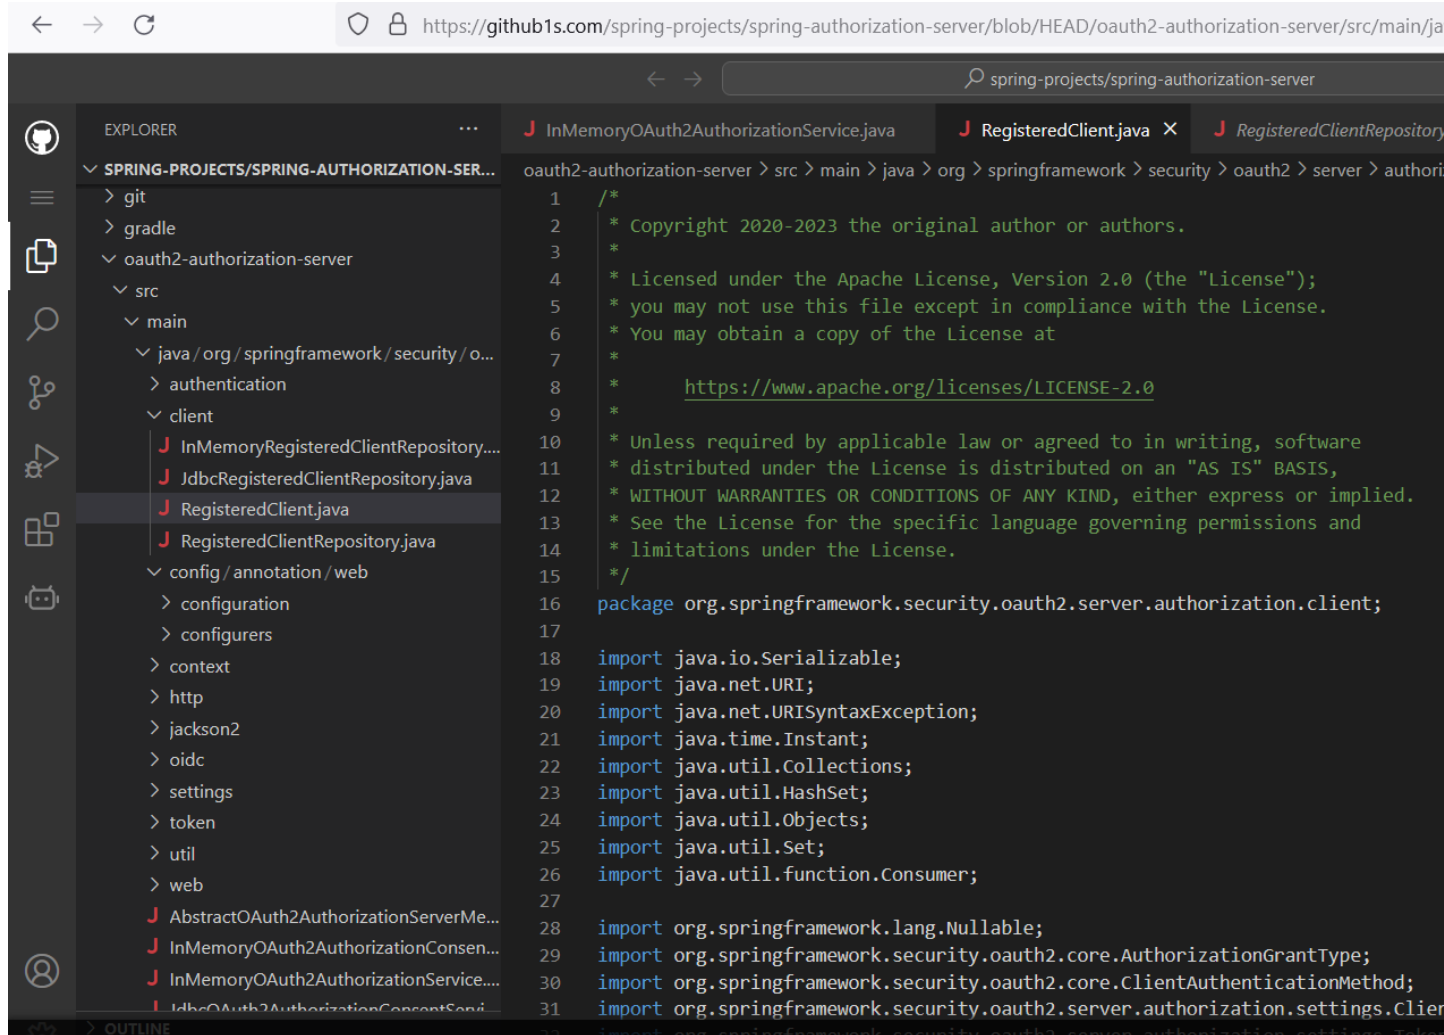 https://github1s.com/spring-projects/spring-authorization-server/blob/HEAD/oauth2-authorization-server/src/main/ja
spring-projects/spring-authorization-server
EXPLORER
SPRING-PROJECTS/SPRING-AUTHORIZATION-SER...
git
gradle
oauth2-authorization-server
src
main
java/org/springframework/security/o...
authentication
client
J InMemoryRegisteredClientRepository....
J JdbcRegisteredClientRepository.java
J RegisteredClient.java
J RegisteredClientRepository.java
config/annotation/web
configuration
configurers
context
http
jackson2
oidc
settings
token
util
web
J AbstractOAuth2AuthorizationServerMe...
J InMemoryOAuth2AuthorizationConsen...
J InMemoryOAuth2AuthorizationService....
J JdbcOAuth2AuthorizationConsentServi...
OUTLINE
J InMemoryOAuth2AuthorizationService.java
J RegisteredClient.java
J RegisteredClientRepository
oauth2-authorization-server > src > main > java > org > springframework > security > oauth2 > server > authori
1 /*
2 * Copyright 2020-2023 the original author or authors.
3 *
4 * Licensed under the Apache License, Version 2.0 (the "License");
5 * you may not use this file except in compliance with the License.
6 * You may obtain a copy of the License at
7 *
8 * https://www.apache.org/licenses/LICENSE-2.0
9 *
10 * Unless required by applicable law or agreed to in writing, software
11 * distributed under the License is distributed on an "AS IS" BASIS,
12 * WITHOUT WARRANTIES OR CONDITIONS OF ANY KIND, either express or implied.
13 * See the License for the specific language governing permissions and
14 * limitations under the License.
15 */
16 package org.springframework.security.oauth2.server.authorization.client;
17
18 import java.io.Serializable;
19 import java.net.URI;
20 import java.net.URISyntaxException;
21 import java.time.Instant;
22 import java.util.Collections;
23 import java.util.HashSet;
24 import java.util.Objects;
25 import java.util.Set;
26 import java.util.function.Consumer;
27
28 import org.springframework.lang.Nullable;
29 import org.springframework.security.oauth2.core.AuthorizationGrantType;
30 import org.springframework.security.oauth2.core.ClientAuthenticationMethod;
31 import org.springframework.security.oauth2.server.authorization.settings.Clien